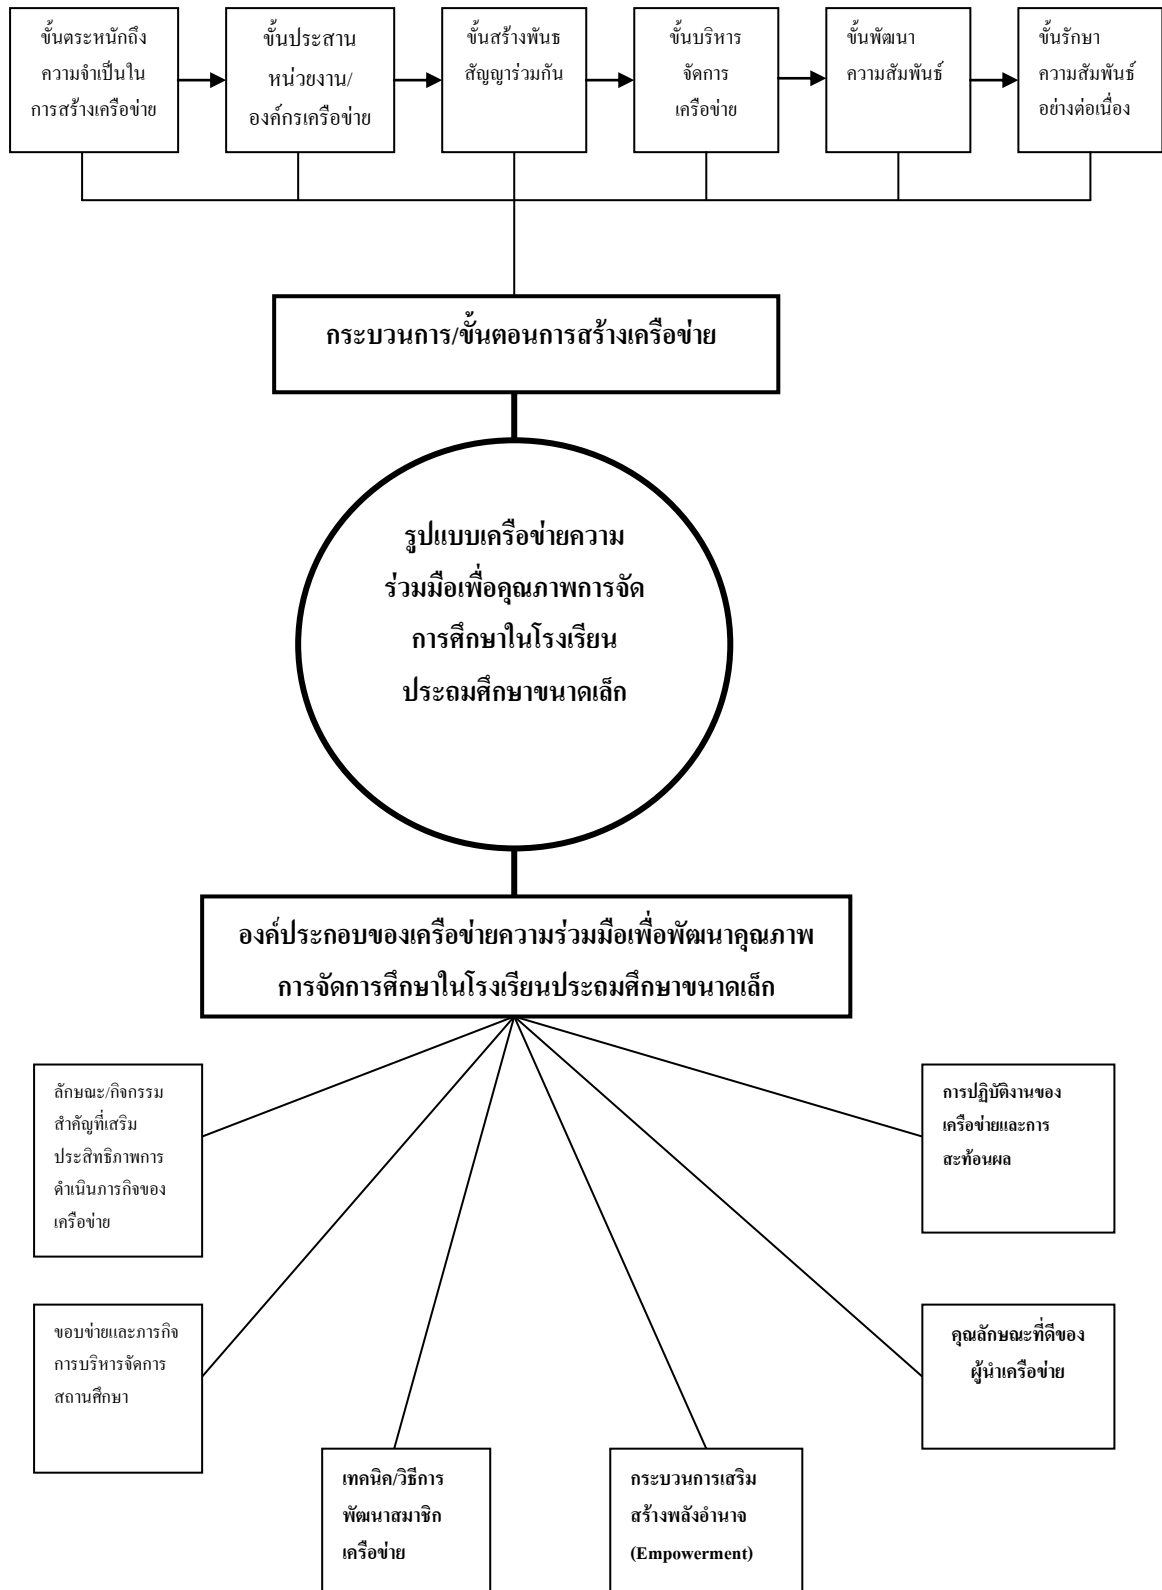 ขั้นตระหนักถึง
ความจำเป็นใน
การสร้างเครือข่าย
ขั้นประสาน
หน่วยงาน/
องค์กรเครือข่าย
ขั้นสร้างพันธ
สัญญาร่วมกัน
ขั้นบริหาร
จัดการ
เครือข่าย
ขั้นพัฒนา
ความสัมพันธ์
ขั้นรักษา
ความสัมพันธ์
อย่างต่อเนื่อง
กระบวนการ/ขั้นตอนการสร้างเครือข่าย
รูปแบบเครือข่ายความ
ร่วมมือเพื่อคุณภาพการจัด
การศึกษาในโรงเรียน
ประถมศึกษาขนาดเล็ก
องค์ประกอบของเครือข่ายความร่วมมือเพื่อพัฒนาคุณภาพ
การจัดการศึกษาในโรงเรียนประถมศึกษาขนาดเล็ก
ลักษณะ/กิจกรรม
สำคัญที่เสริม
ประสิทธิภาพการ
ดำเนินภารกิจของ
เครือข่าย
การปฏิบัติงานของ
เครือข่ายและการ
สะท้อนผล
ขอบข่ายและภารกิจ
การบริหารจัดการ
สถานศึกษา
คุณลักษณะที่ดีของ
ผู้นำเครือข่าย
เทคนิค/วิธีการ
พัฒนาสมาชิก
เครือข่าย
กระบวนการเสริม
สร้างพลังอำนาจ
(Empowerment)